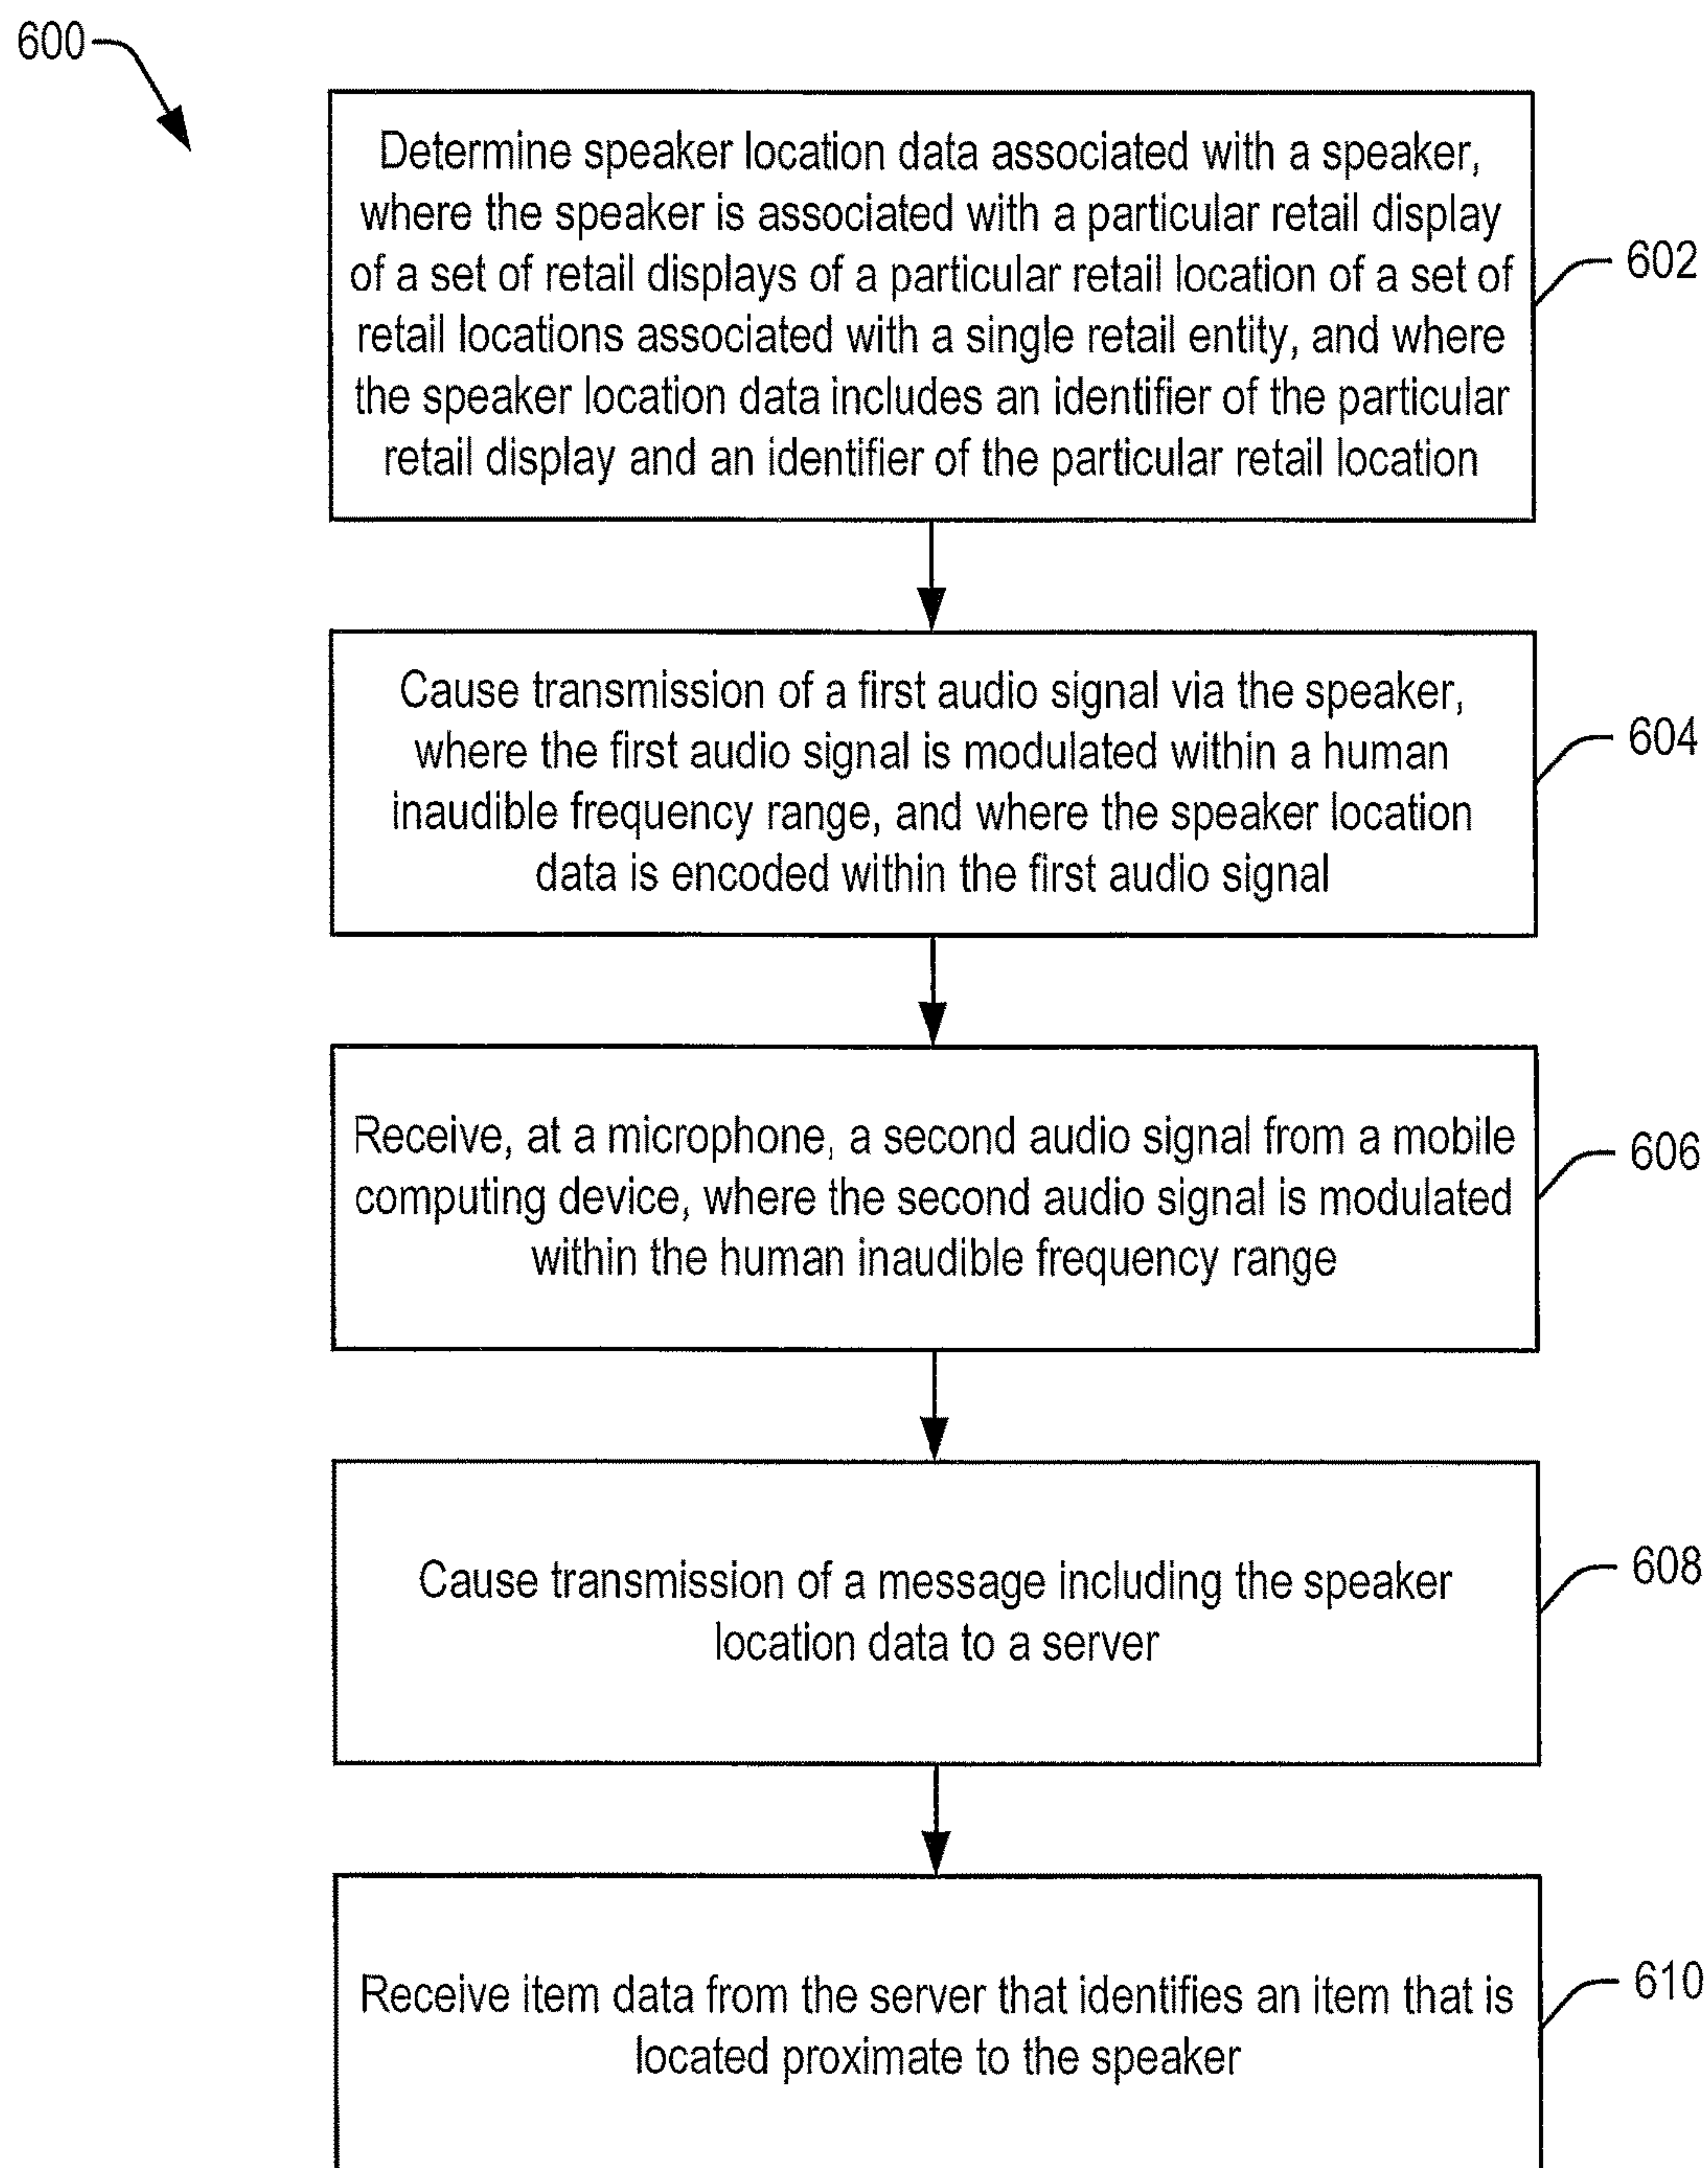 600
Determine speaker location data associated with a speaker,
where the speaker is associated with a particular retail display
of a set of retail displays of a particular retail location of a set of
retail locations associated with a single retail entity, and where
the speaker location data includes an identifier of the particular
retail display and an identifier of the particular retail location
602
Cause transmission of a first audio signal via the speaker,
where the first audio signal is modulated within a human
inaudible frequency range, and where the speaker location
data is encoded within the first audio signal
604
Receive, at a microphone, a second audio signal from a mobile
computing device, where the second audio signal is modulated
within the human inaudible frequency range
606
Cause transmission of a message including the speaker
location data to a server
608
Receive item data from the server that identifies an item that is
located proximate to the speaker
610